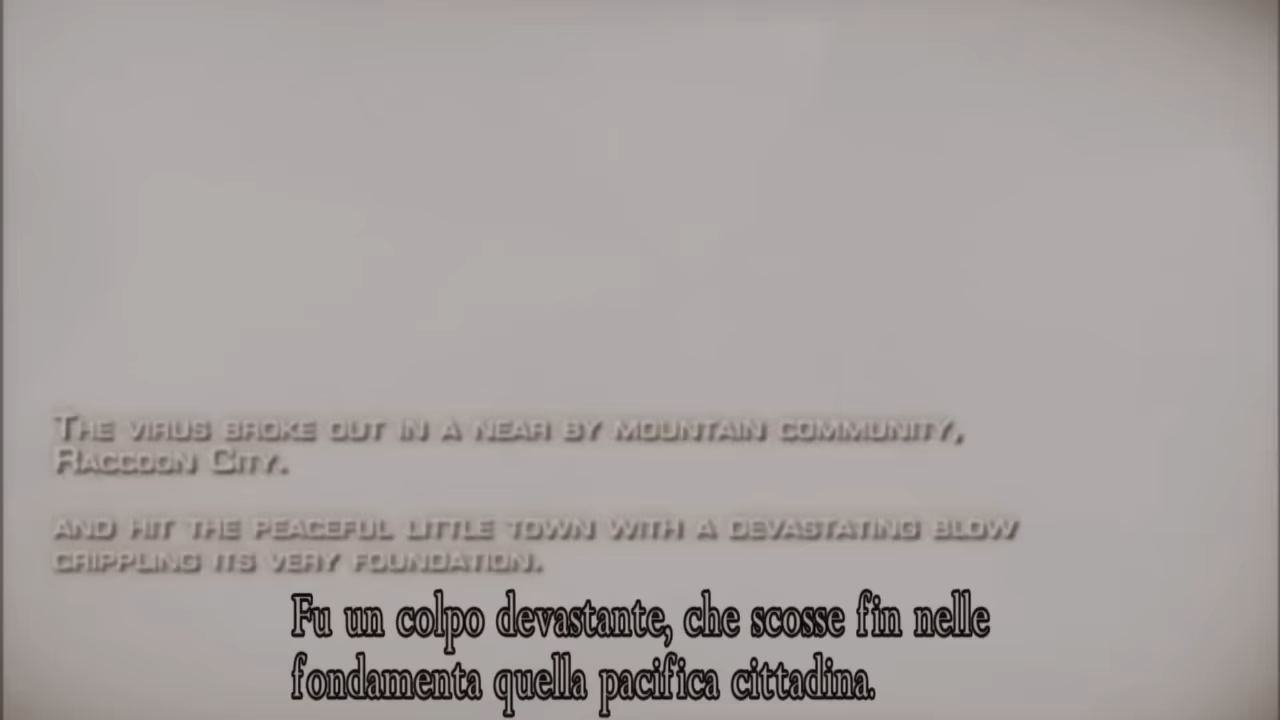 The virus broke out in a near by mountain community,
Raccoon City.
and hit the peaceful little town with a devastating blow
crippling its very foundation.
Fu un colpo devastante, che scosse fin nelle
fondamenta quella pacifica cittadina.